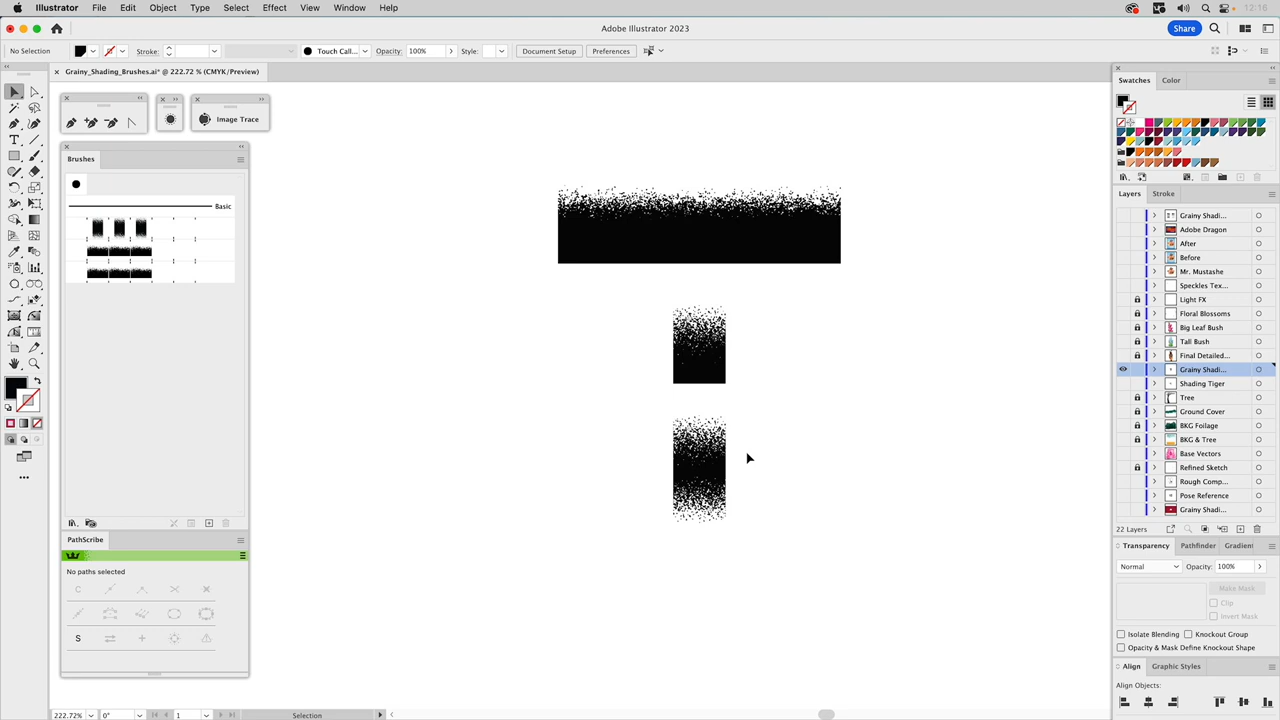 Illustrator File Edit Object Type Select Effect View Window Help 12:16
Adobe Illustrator 2023 Share
No Selection Stroke: Touch Call... Opacity: 100% Style: Document Setup Preferences
Grainy_Shading_Brushes.ai* @ 222.72 % (CMYK/Preview)
Image Trace
Brushes
Basic
PathScribe
No paths selected
C
S
Swatches Color
Layers Stroke
Grainy Shadi...
Adobe Dragon
After
Before
Mr. Mustashe
Speckles Tex...
Light FX
Floral Blossoms
Big Leaf Bush
Tall Bush
Final Detailed...
Grainy Shadi...
Shading Tiger
Tree
Ground Cover
BKG Foilage
BKG & Tree
Base Vectors
Refined Sketch
Rough Comp...
Pose Reference
Grainy Shadi...
22 Layers
Transparency Pathfinder Gradient
Normal Opacity: 100%
Make Mask
Clip
Invert Mask
Isolate Blending Knockout Group
Opacity & Mask Define Knockout Shape
Align Graphic Styles
Align Objects:
222.72% 0° 1 Selection